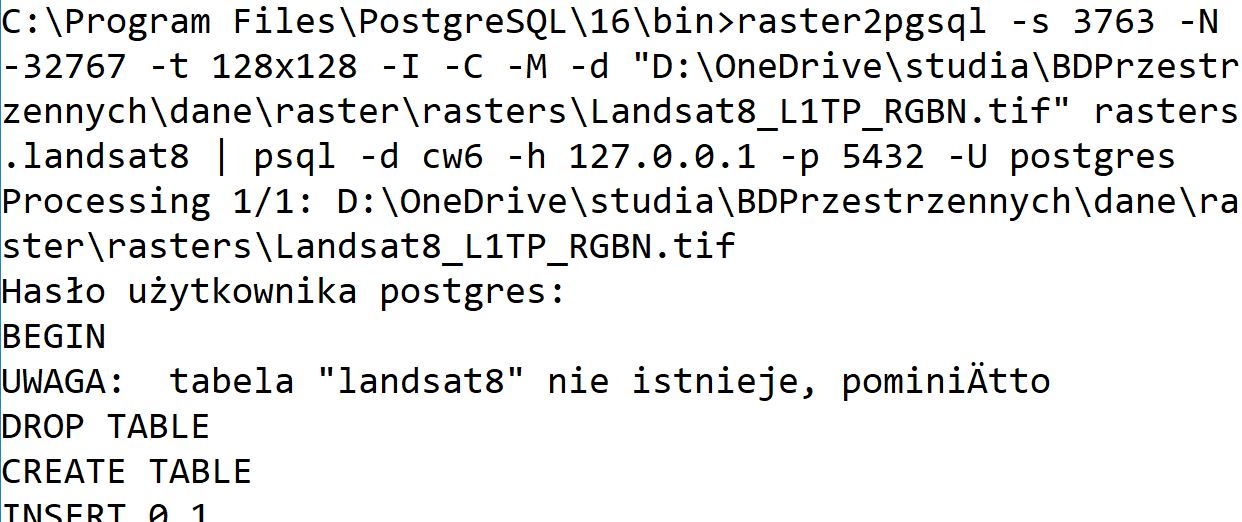 C:\Program Files\PostgreSQL\16\bin>raster2pgsql -s 3763 -N
-32767 -t 128x128 -I -C -M -d "D:\OneDrive\studia\BDPrzestr
zennych\dane\raster\rasters\Landsat8_L1TP_RGBN.tif" rasters
.landsat8 | psql -d cw6 -h 127.0.0.1 -p 5432 -U postgres
Processing 1/1: D:\OneDrive\studia\BDPrzestrzennych\dane\ra
ster\rasters\Landsat8_L1TP_RGBN.tif
Hasło użytkownika postgres:
BEGIN
UWAGA:  tabela "landsat8" nie istnieje, pominiÄtto
DROP TABLE
CREATE TABLE
INSERT 0 1